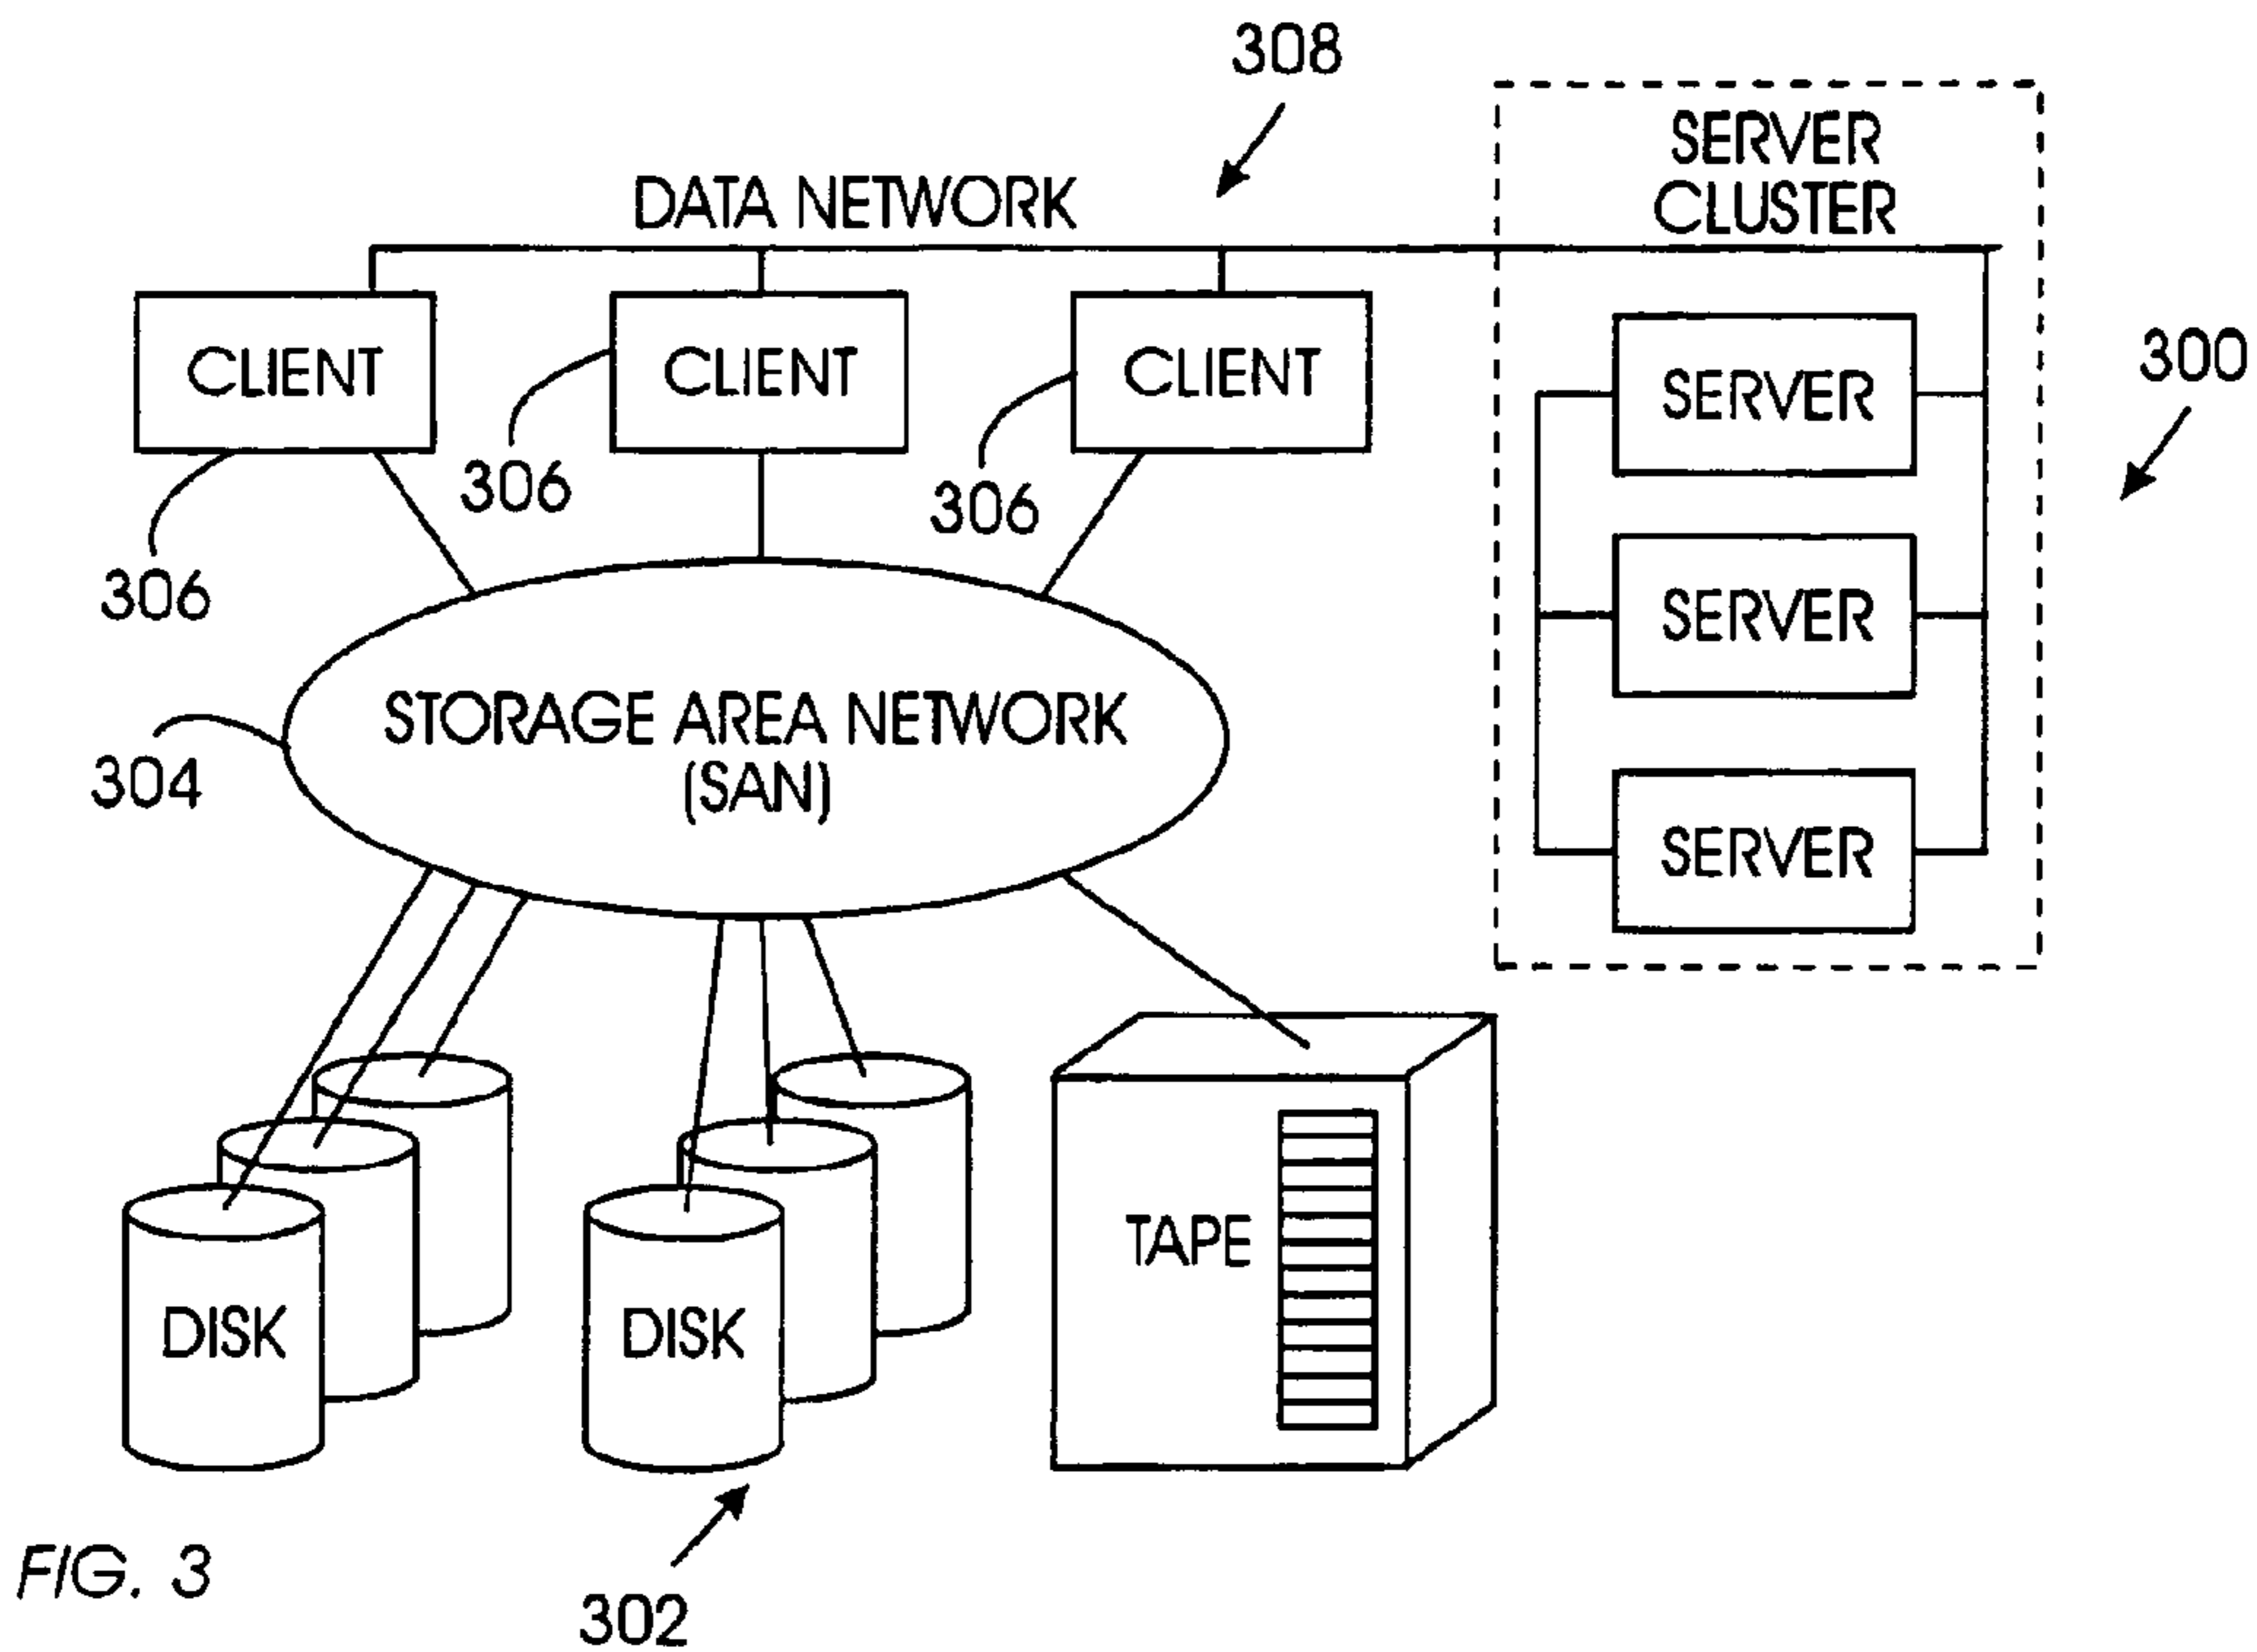 308
DATA NETWORK
SERVER
CLUSTER
300
CLIENT
CLIENT
CLIENT
SERVER
306
306
306
SERVER
STORAGE AREA NETWORK
(SAN)
304
SERVER
TAPE
DISK
DISK
FIG. 3
302